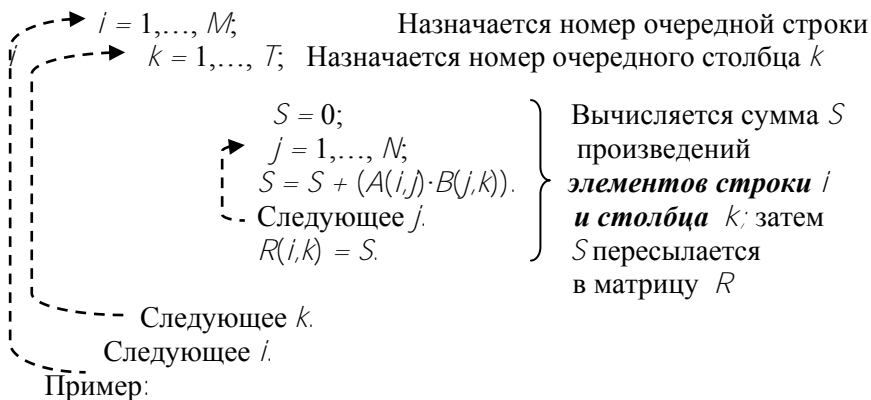 i = 1,…, M; Назначается номер очередной строки
i k = 1,…, T; Назначается номер очередного столбца k
S = 0; Вычисляется сумма S
j = 1,…, N; произведений
S = S + (A(i,j)·B(j,k)). элементов строки i
Следующее j. и столбца k; затем
R(i,k) = S. S пересылается
в матрицу R
Следующее k.
Следующее i.
Пример: